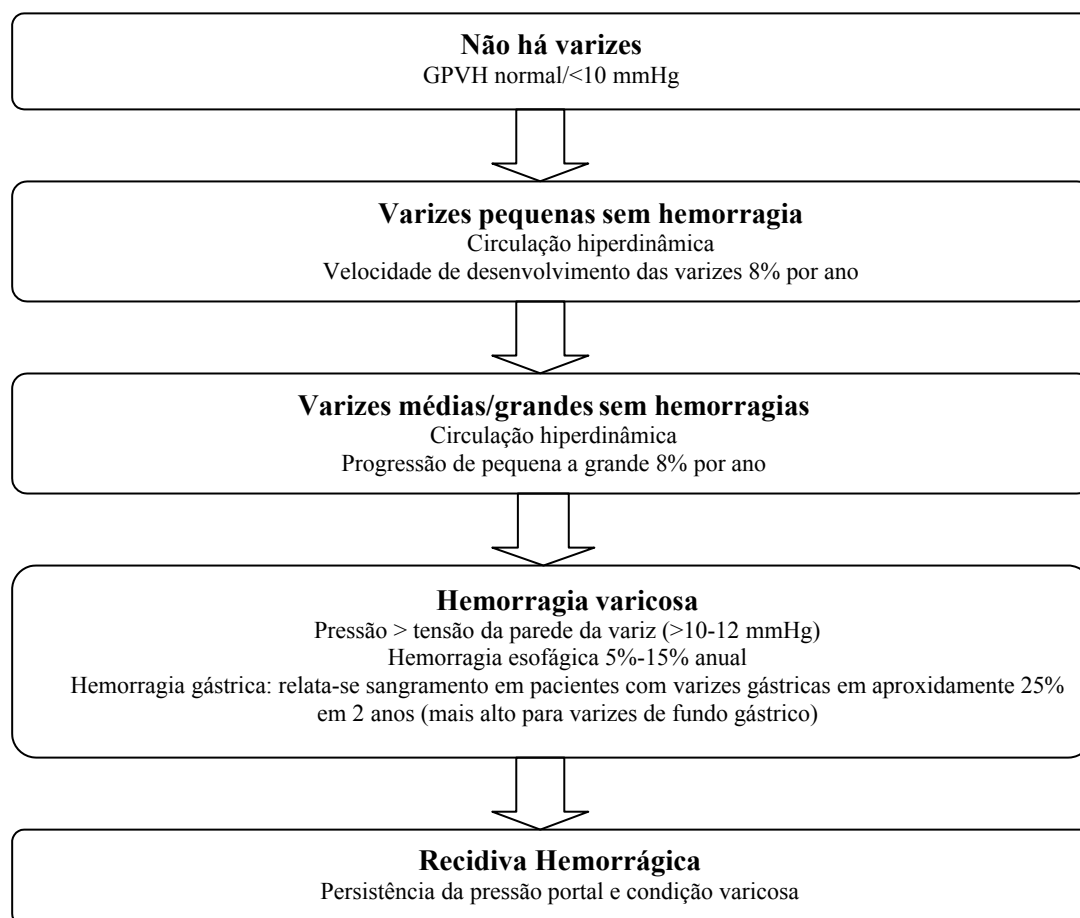 Não há varizes
GPVH normal/<10 mmHg
Varizes pequenas sem hemorragia
Circulação hiperdinâmica
Velocidade de desenvolvimento das varizes 8% por ano
Varizes médias/grandes sem hemorragias
Circulação hiperdinâmica
Progressão de pequena a grande 8% por ano
Hemorragia varicosa
Pressão > tensão da parede da variz (>10-12 mmHg)
Hemorragia esofágica 5%-15% anual
Hemorragia gástrica: relata-se sangramento em pacientes com varizes gástricas em aproxidamente 25%
em 2 anos (mais alto para varizes de fundo gástrico)
Recidiva Hemorrágica
Persistência da pressão portal e condição varicosa